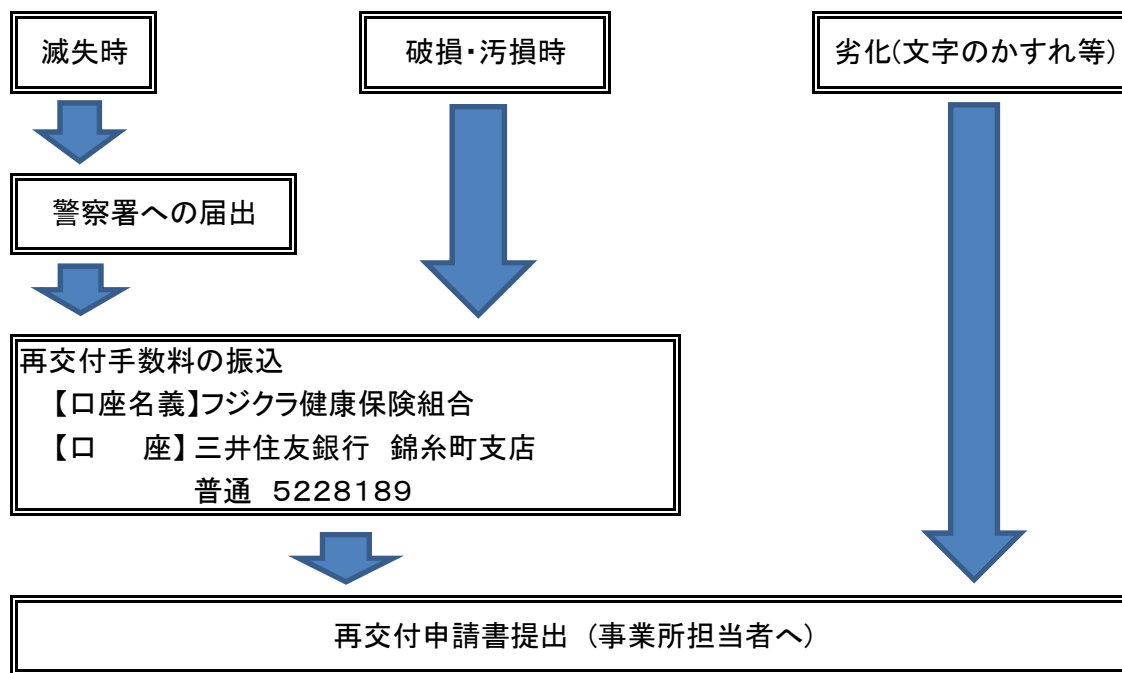 滅失時
破損・汚損時
劣化(文字のかすれ等)
警察署への届出
再交付手数料の振込
【口座名義】フジクラ健康保険組合
【口　　座】三井住友銀行　錦糸町支店
普通　5228189
再交付申請書提出　(事業所担当者へ)